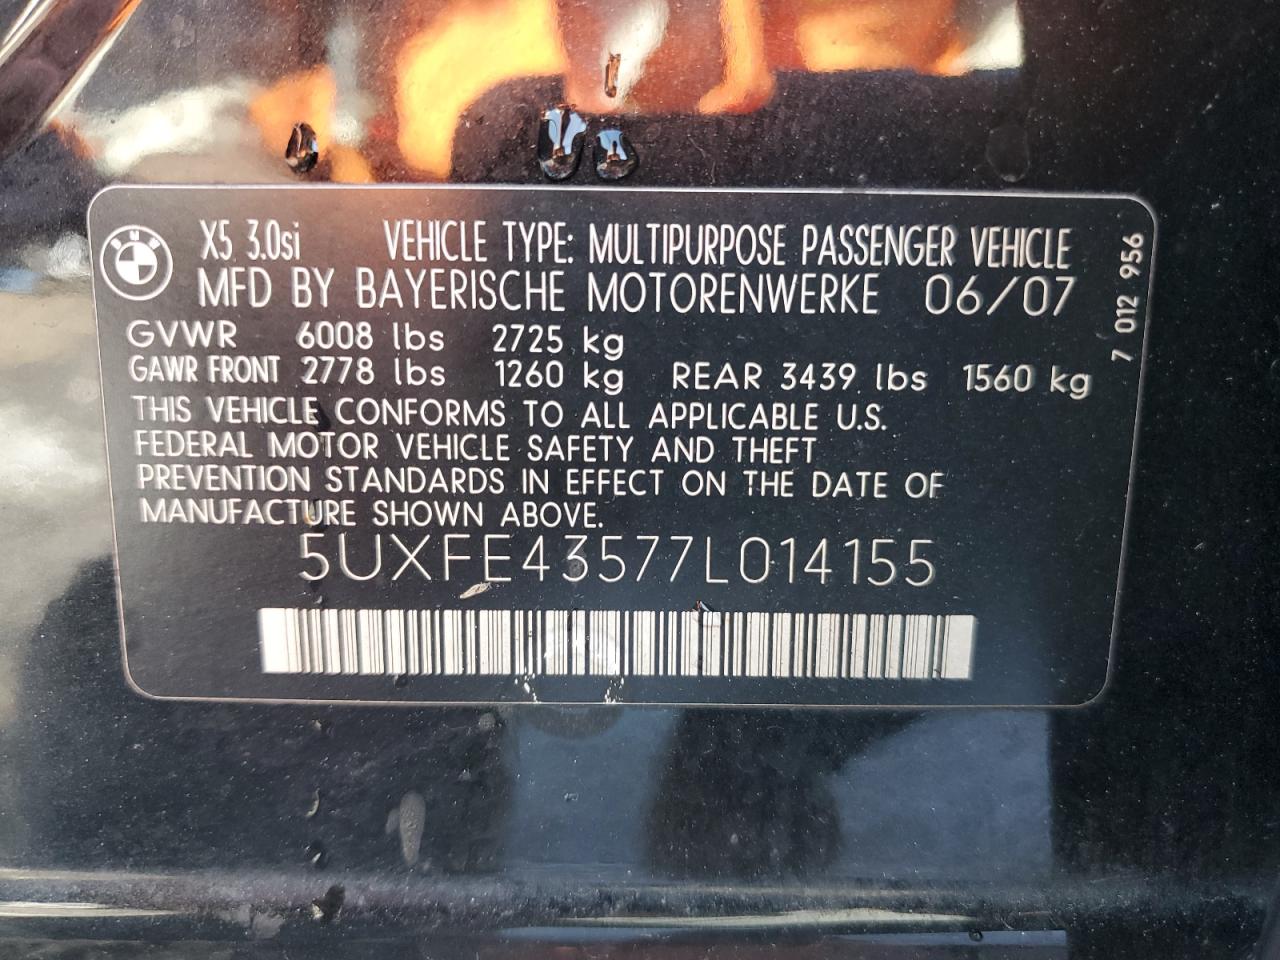 BMW X5 3.0si VEHICLE TYPE: MULTIPURPOSE PASSENGER VEHICLE
MFD BY BAYERISCHE MOTORENWERKE 06/07
GVWR 6008 lbs 2725 kg
GAWR FRONT 2778 lbs 1260 kg REAR 3439 lbs 1560 kg
THIS VEHICLE CONFORMS TO ALL APPLICABLE U.S.
FEDERAL MOTOR VEHICLE SAFETY AND THEFT
PREVENTION STANDARDS IN EFFECT ON THE DATE OF
MANUFACTURE SHOWN ABOVE.
5UXFE43577L014155
7 012 956